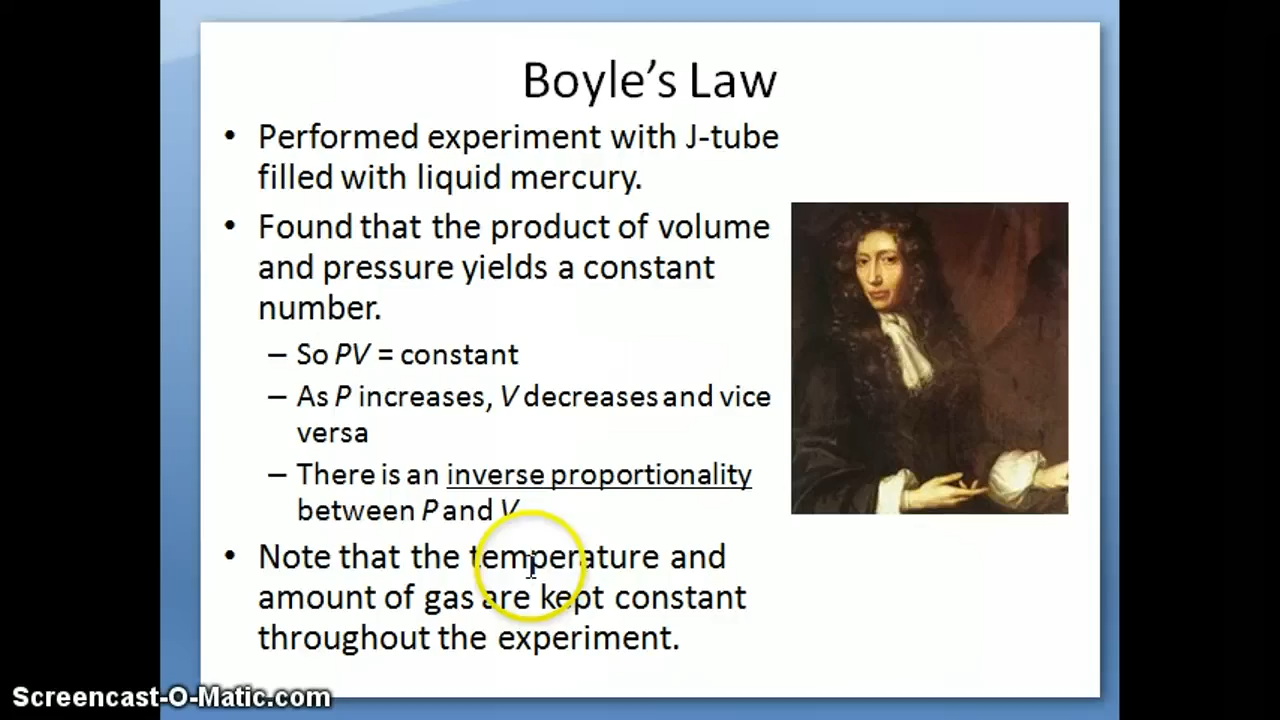 Boyle's Law
• Performed experiment with J-tube
filled with liquid mercury.
• Found that the product of volume
and pressure yields a constant
number.
– So PV = constant
– As P increases, V decreases and vice
versa
– There is an inverse proportionality
between P and V
• Note that the temperature and
amount of gas are kept constant
throughout the experiment.
Screencast-O-Matic.com